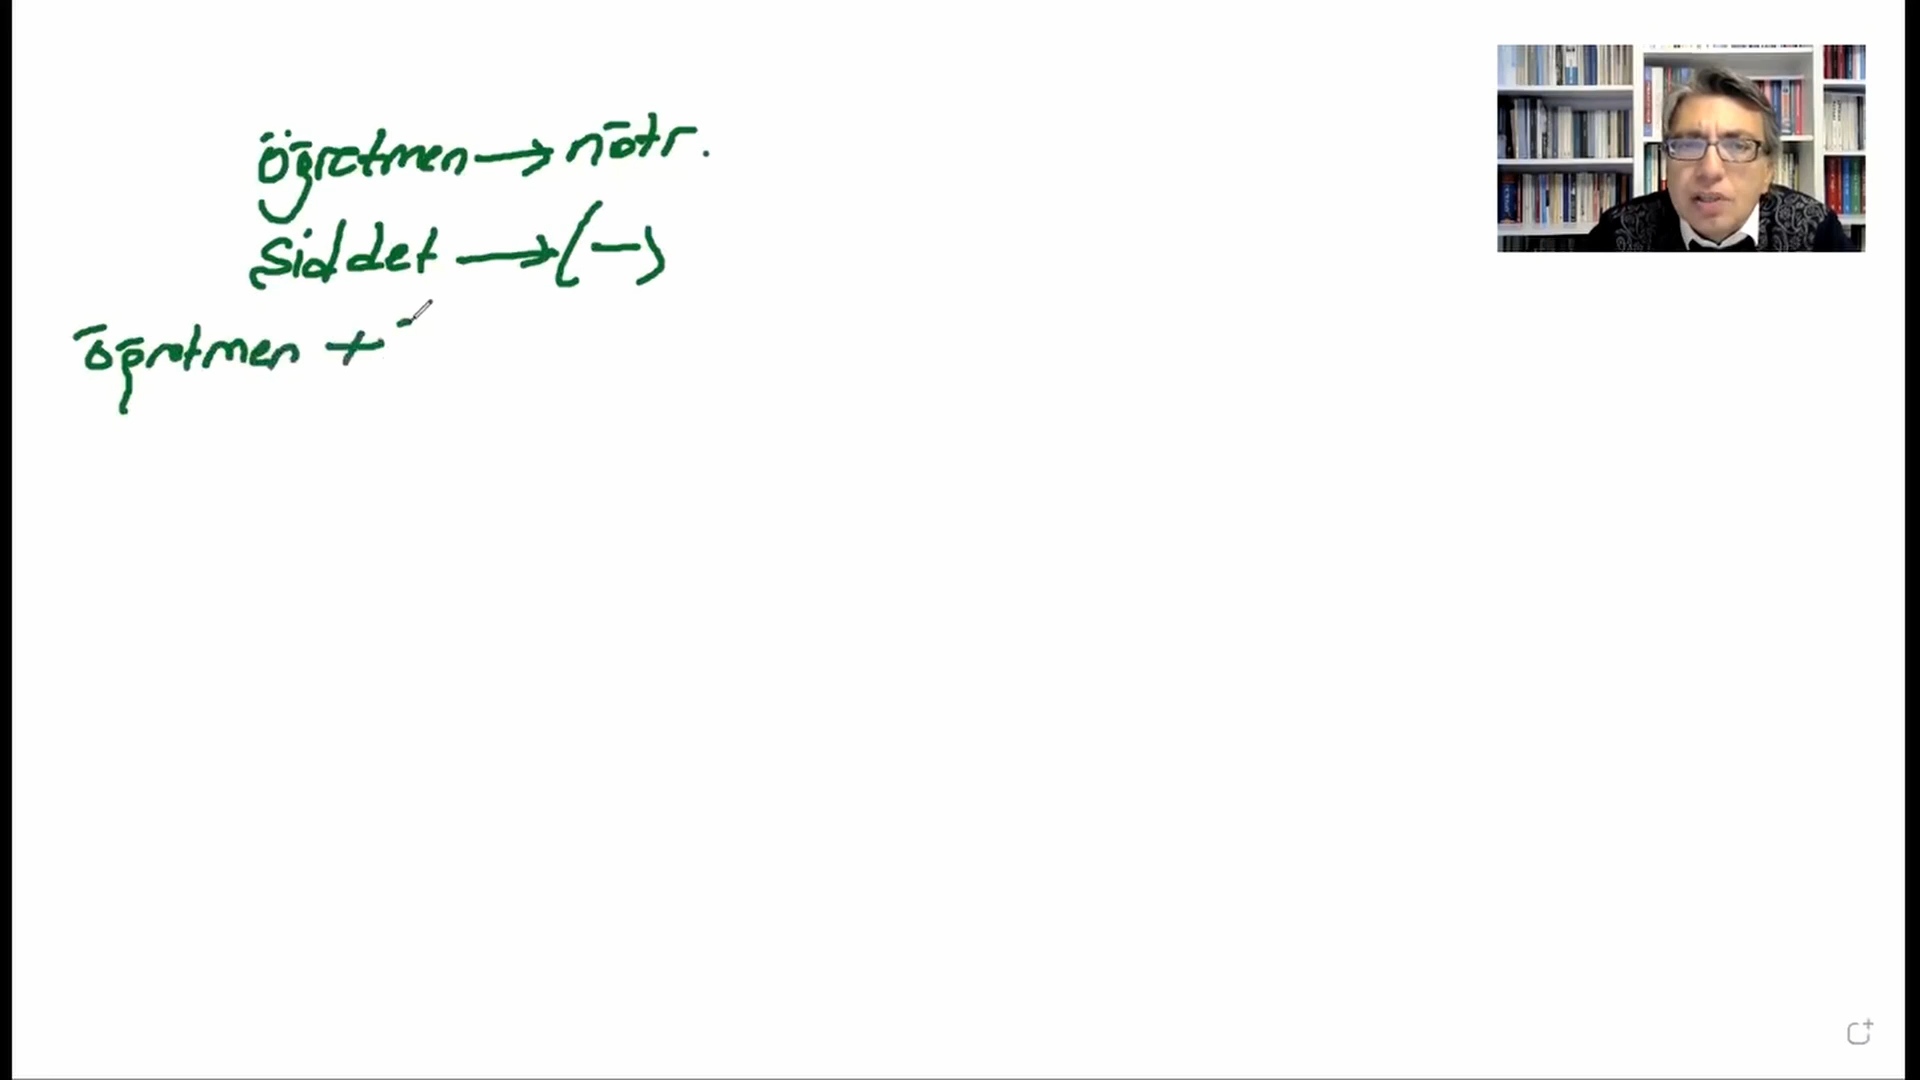 öğretmen → nötr.
Şiddet → (-)
öğretmen +